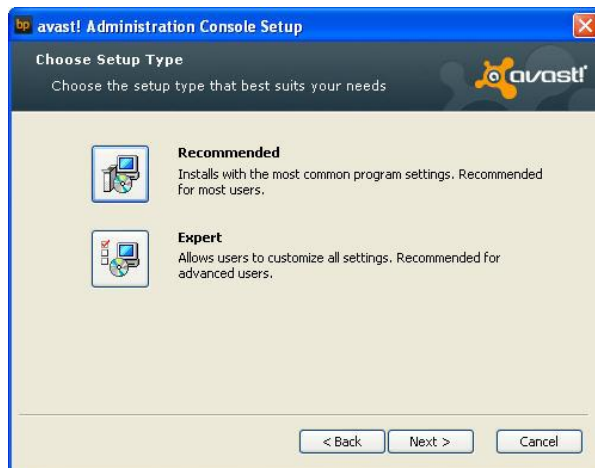 bp avast! Administration Console Setup
Choose Setup Type
Choose the setup type that best suits your needs
avast!
Recommended
Installs with the most common program settings. Recommended
for most users.
Expert
Allows users to customize all settings. Recommended for
advanced users.
< Back Next > Cancel